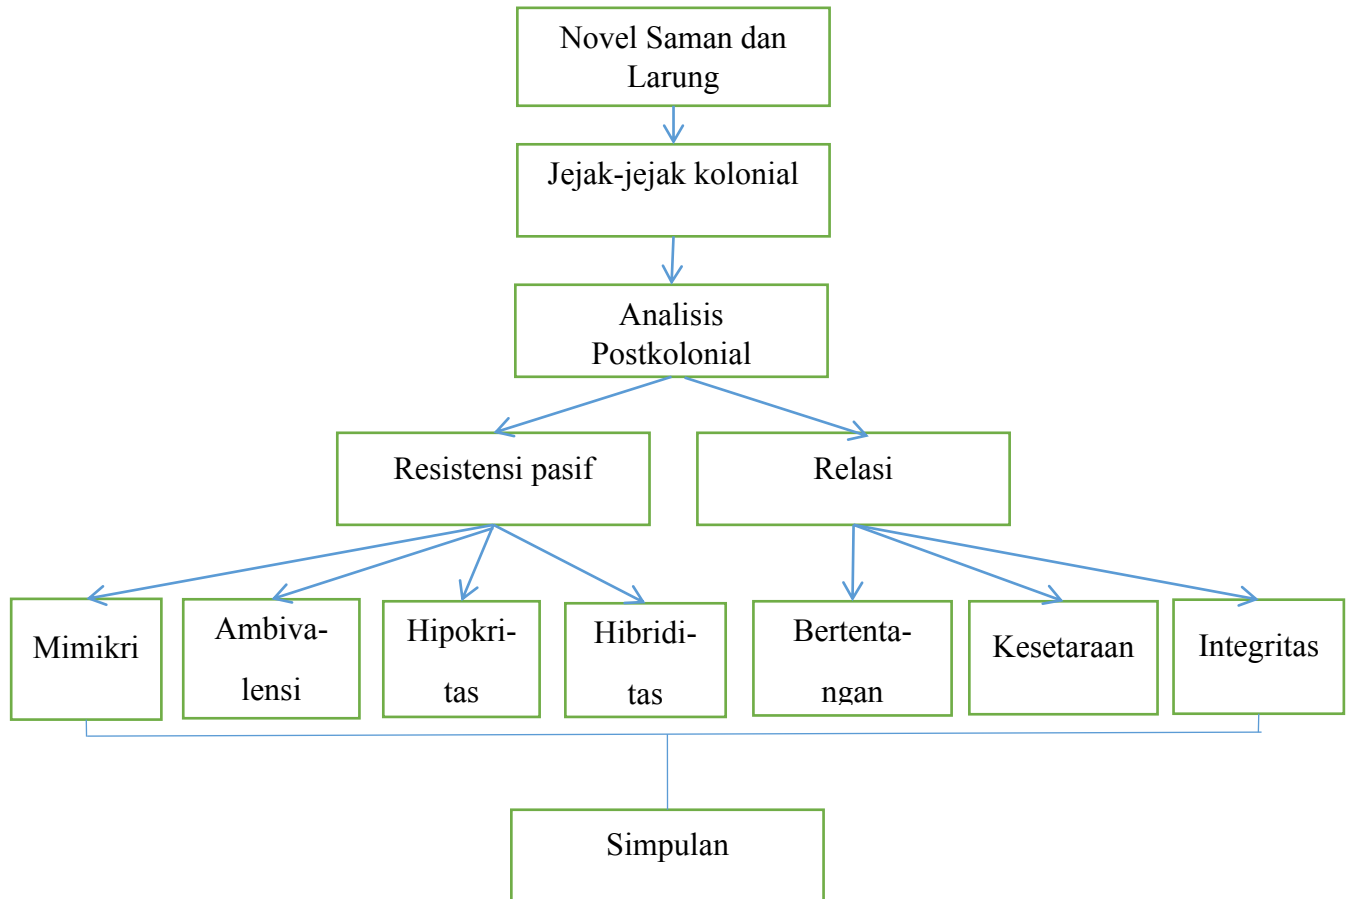 Novel Saman dan
Larung
Jejak-jejak kolonial
Analisis
Postkolonial
Resistensi pasif
Relasi
Mimikri
Ambiva-
lensi
Hipokri-
tas
Hibridi-
tas
Bertenta-
ngan
Kesetaraan
Integritas
Simpulan